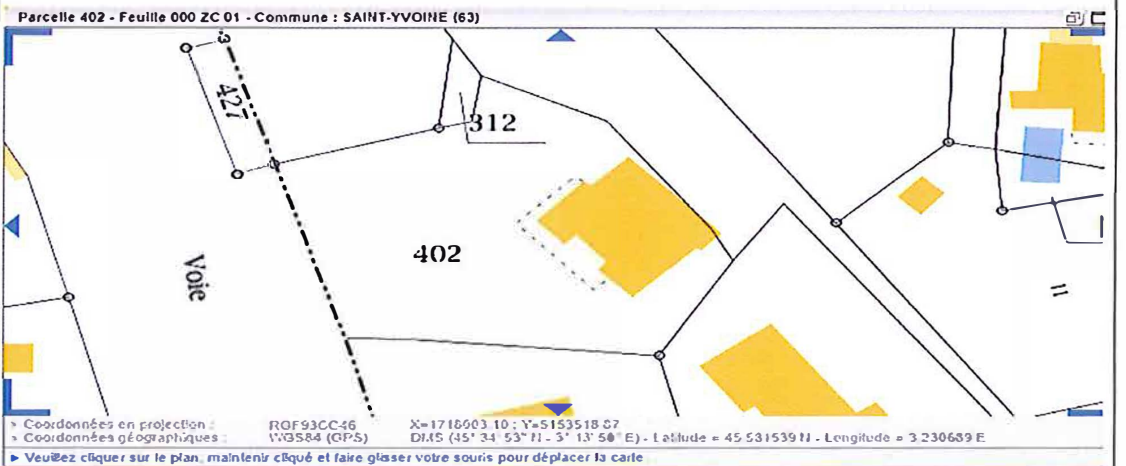 Parcelle 402 - Feuille 000 ZC 01 - Commune : SAINT-YVOINE (63)
427
312
402
Voie
» Coordonnées en projection : RGF93CC46 X=1718003.10 ; Y=5153518.87
» Coordonnées géographiques : WGS84 (GPS) DMS (45° 34' 53" N - 3° 13' 50" E) - Latitude = 45.581539 N - Longitude = 3.230689 E
► Veuillez cliquer sur le plan, maintenir cliqué et faire glisser votre souris pour déplacer la carte